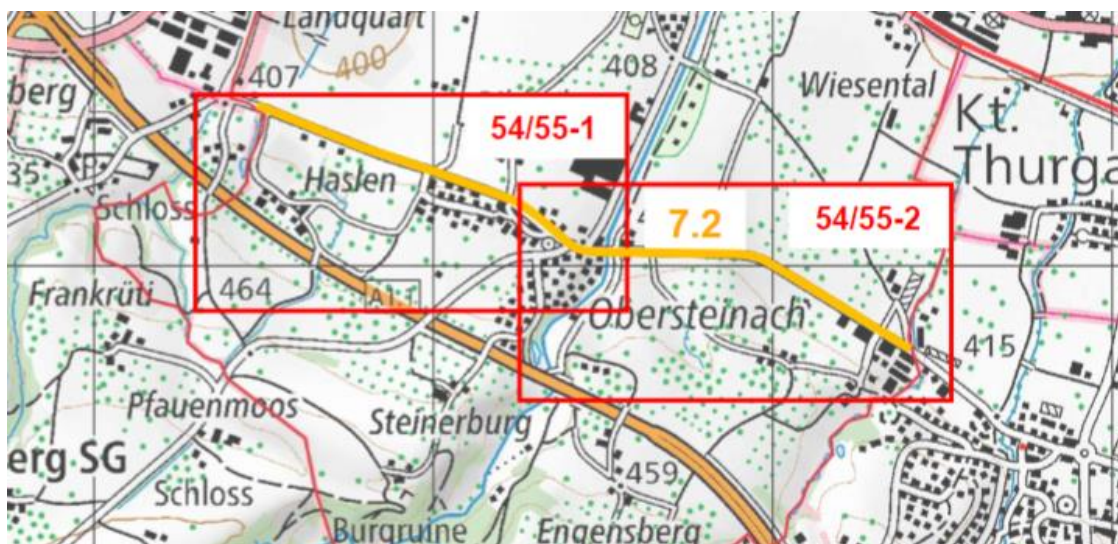 Landquart
407
400
408
Wiesental
berg
54/55-1
Kt.
Thurga
35
Haslen
Schloss
7.2
54/55-2
464
A1.1
Frankrüti
Obersteinach
415
Pfauenmoos
Steinerburg
erg SG
Schloss
459
Burgruine
Engensberg